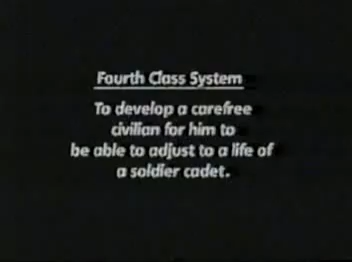 Fourth Class System
To develop a carefree
civilian for him to
be able to adjust to a life of
a soldier cadet.